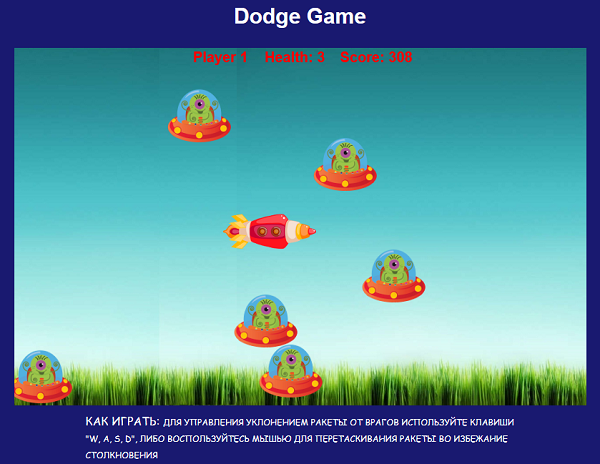 Dodge Game
Player 1 Health: 3 Score: 308
КАК ИГРАТЬ: ДЛЯ УПРАВЛЕНИЯ УКЛОНЕНИЕМ РАКЕТЫ ОТ ВРАГОВ ИСПОЛЬЗУЙТЕ КЛАВИШИ
"W, A, S, D", ЛИБО ВОСПОЛЬЗУЙТЕСЬ МЫШЬЮ ДЛЯ ПЕРЕТАСКИВАНИЯ РАКЕТЫ ВО ИЗБЕЖАНИЕ
СТОЛКНОВЕНИЯ